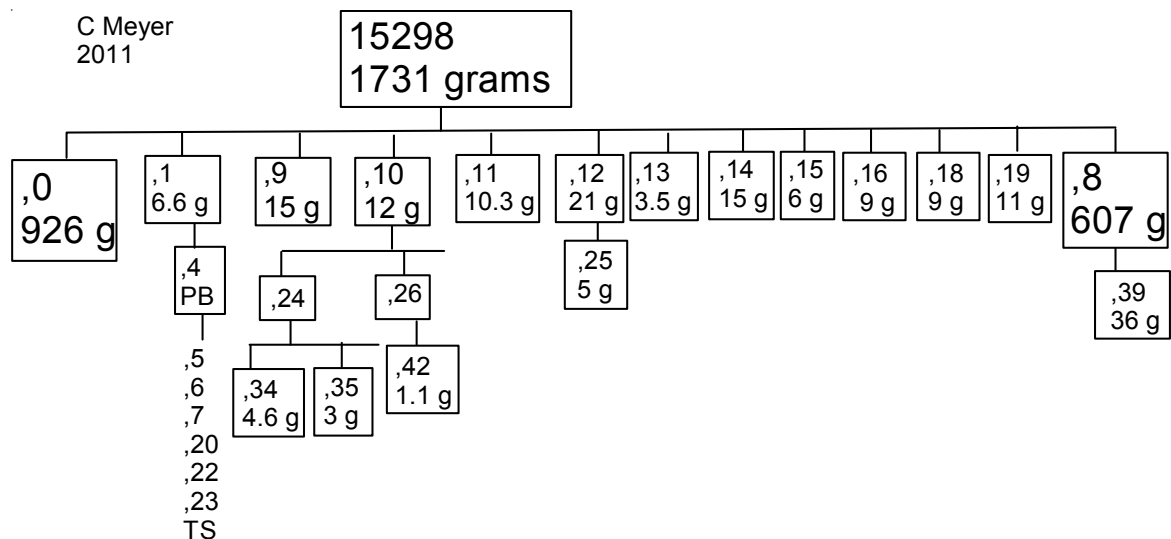 C Meyer
2011
15298
1731 grams
,0
926 g
,1
6.6 g
,9
15 g
,10
12 g
,11
10.3 g
,12
21 g
,13
3.5 g
,14
15 g
,15
6 g
,16
9 g
,18
9 g
,19
11 g
,8
607 g
,4
PB
,24
,26
,25
5 g
,39
36 g
,5
,6
,7
,20
,22
,23
TS
,34
4.6 g
,35
3 g
,42
1.1 g